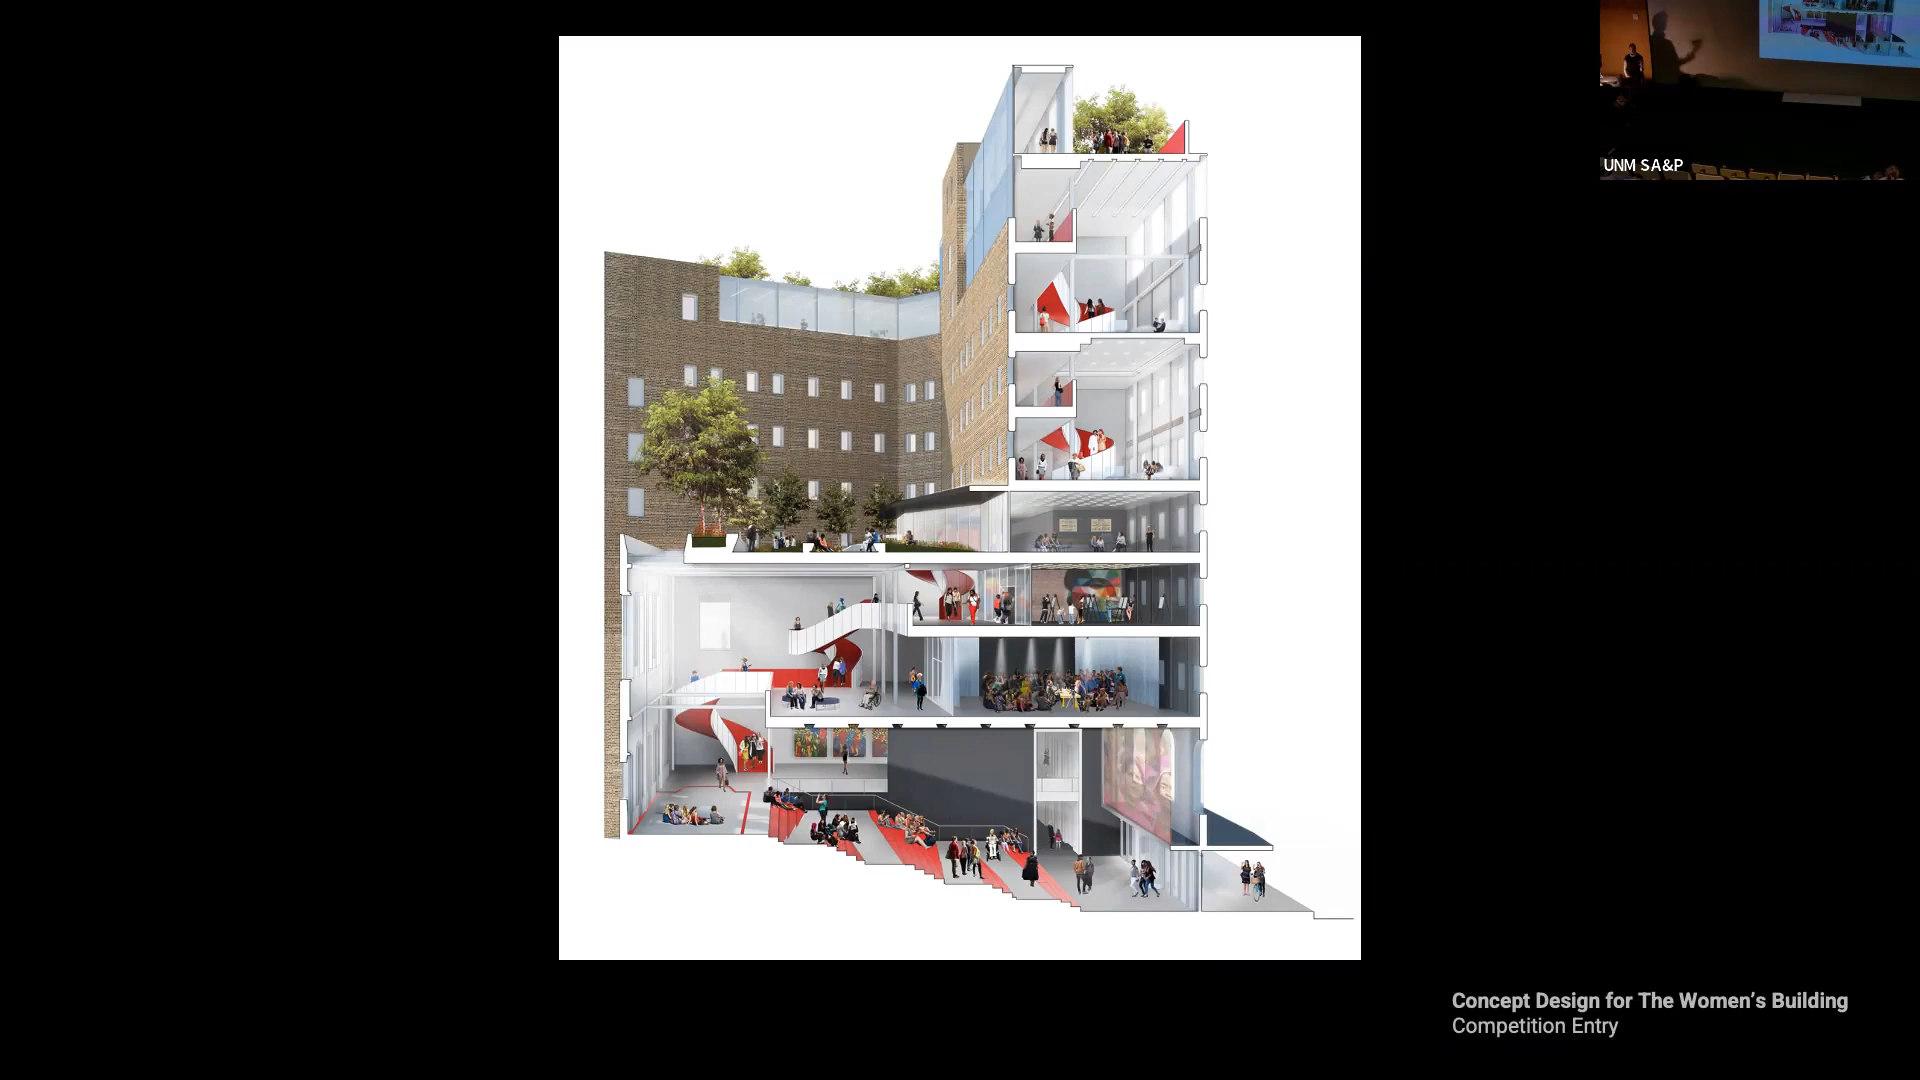 UNM SA&P
Concept Design for The Women’s Building
Competition Entry